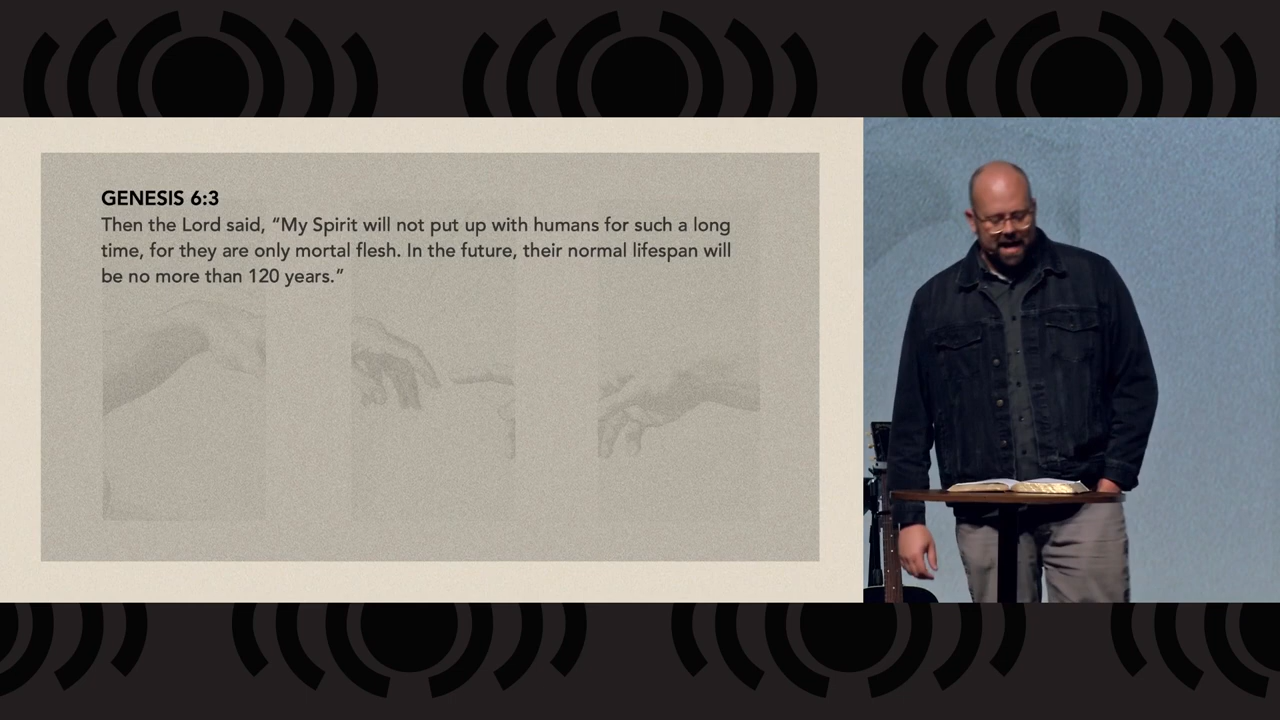 GENESIS 6:3
Then the Lord said, “My Spirit will not put up with humans for such a long
time, for they are only mortal flesh. In the future, their normal lifespan will
be no more than 120 years.”